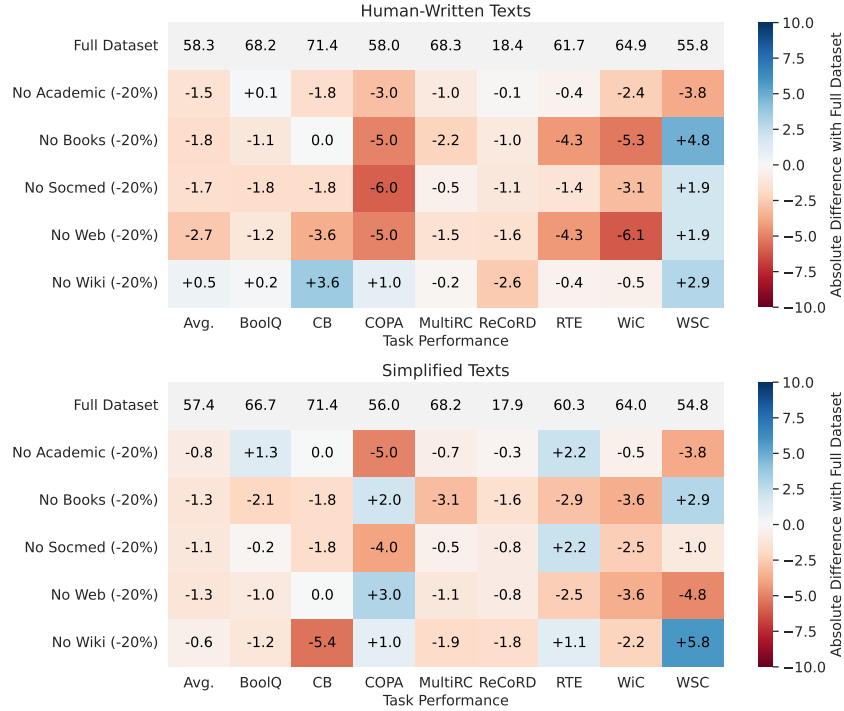 Human-Written Texts
Full Dataset 58.3 68.2 71.4 58.0 68.3 18.4 61.7 64.9 55.8
No Academic (-20%) -1.5 +0.1 -1.8 -3.0 -1.0 -0.1 -0.4 -2.4 -3.8
No Books (-20%) -1.8 -1.1 0.0 -5.0 -2.2 -1.0 -4.3 -5.3 +4.8
No Socmed (-20%) -1.7 -1.8 -1.8 -6.0 -0.5 -1.1 -1.4 -3.1 +1.9
No Web (-20%) -2.7 -1.2 -3.6 -5.0 -1.5 -1.6 -4.3 -6.1 +1.9
No Wiki (-20%) +0.5 +0.2 +3.6 +1.0 -0.2 -2.6 -0.4 -0.5 +2.9
Avg. BoolQ CB COPA MultiRC ReCoRD RTE WiC WSC
Task Performance
10.0
7.5
5.0
2.5
0.0
−2.5
−5.0
−7.5
−10.0
Absolute Difference with Full Dataset
Simplified Texts
Full Dataset 57.4 66.7 71.4 56.0 68.2 17.9 60.3 64.0 54.8
No Academic (-20%) -0.8 +1.3 0.0 -5.0 -0.7 -0.3 +2.2 -0.5 -3.8
No Books (-20%) -1.3 -2.1 -1.8 +2.0 -3.1 -1.6 -2.9 -3.6 +2.9
No Socmed (-20%) -1.1 -0.2 -1.8 -4.0 -0.5 -0.8 +2.2 -2.5 -1.0
No Web (-20%) -1.3 -1.0 0.0 +3.0 -1.1 -0.8 -2.5 -3.6 -4.8
No Wiki (-20%) -0.6 -1.2 -5.4 +1.0 -1.9 -1.8 +1.1 -2.2 +5.8
Avg. BoolQ CB COPA MultiRC ReCoRD RTE WiC WSC
Task Performance
10.0
7.5
5.0
2.5
0.0
−2.5
−5.0
−7.5
−10.0
Absolute Difference with Full Dataset